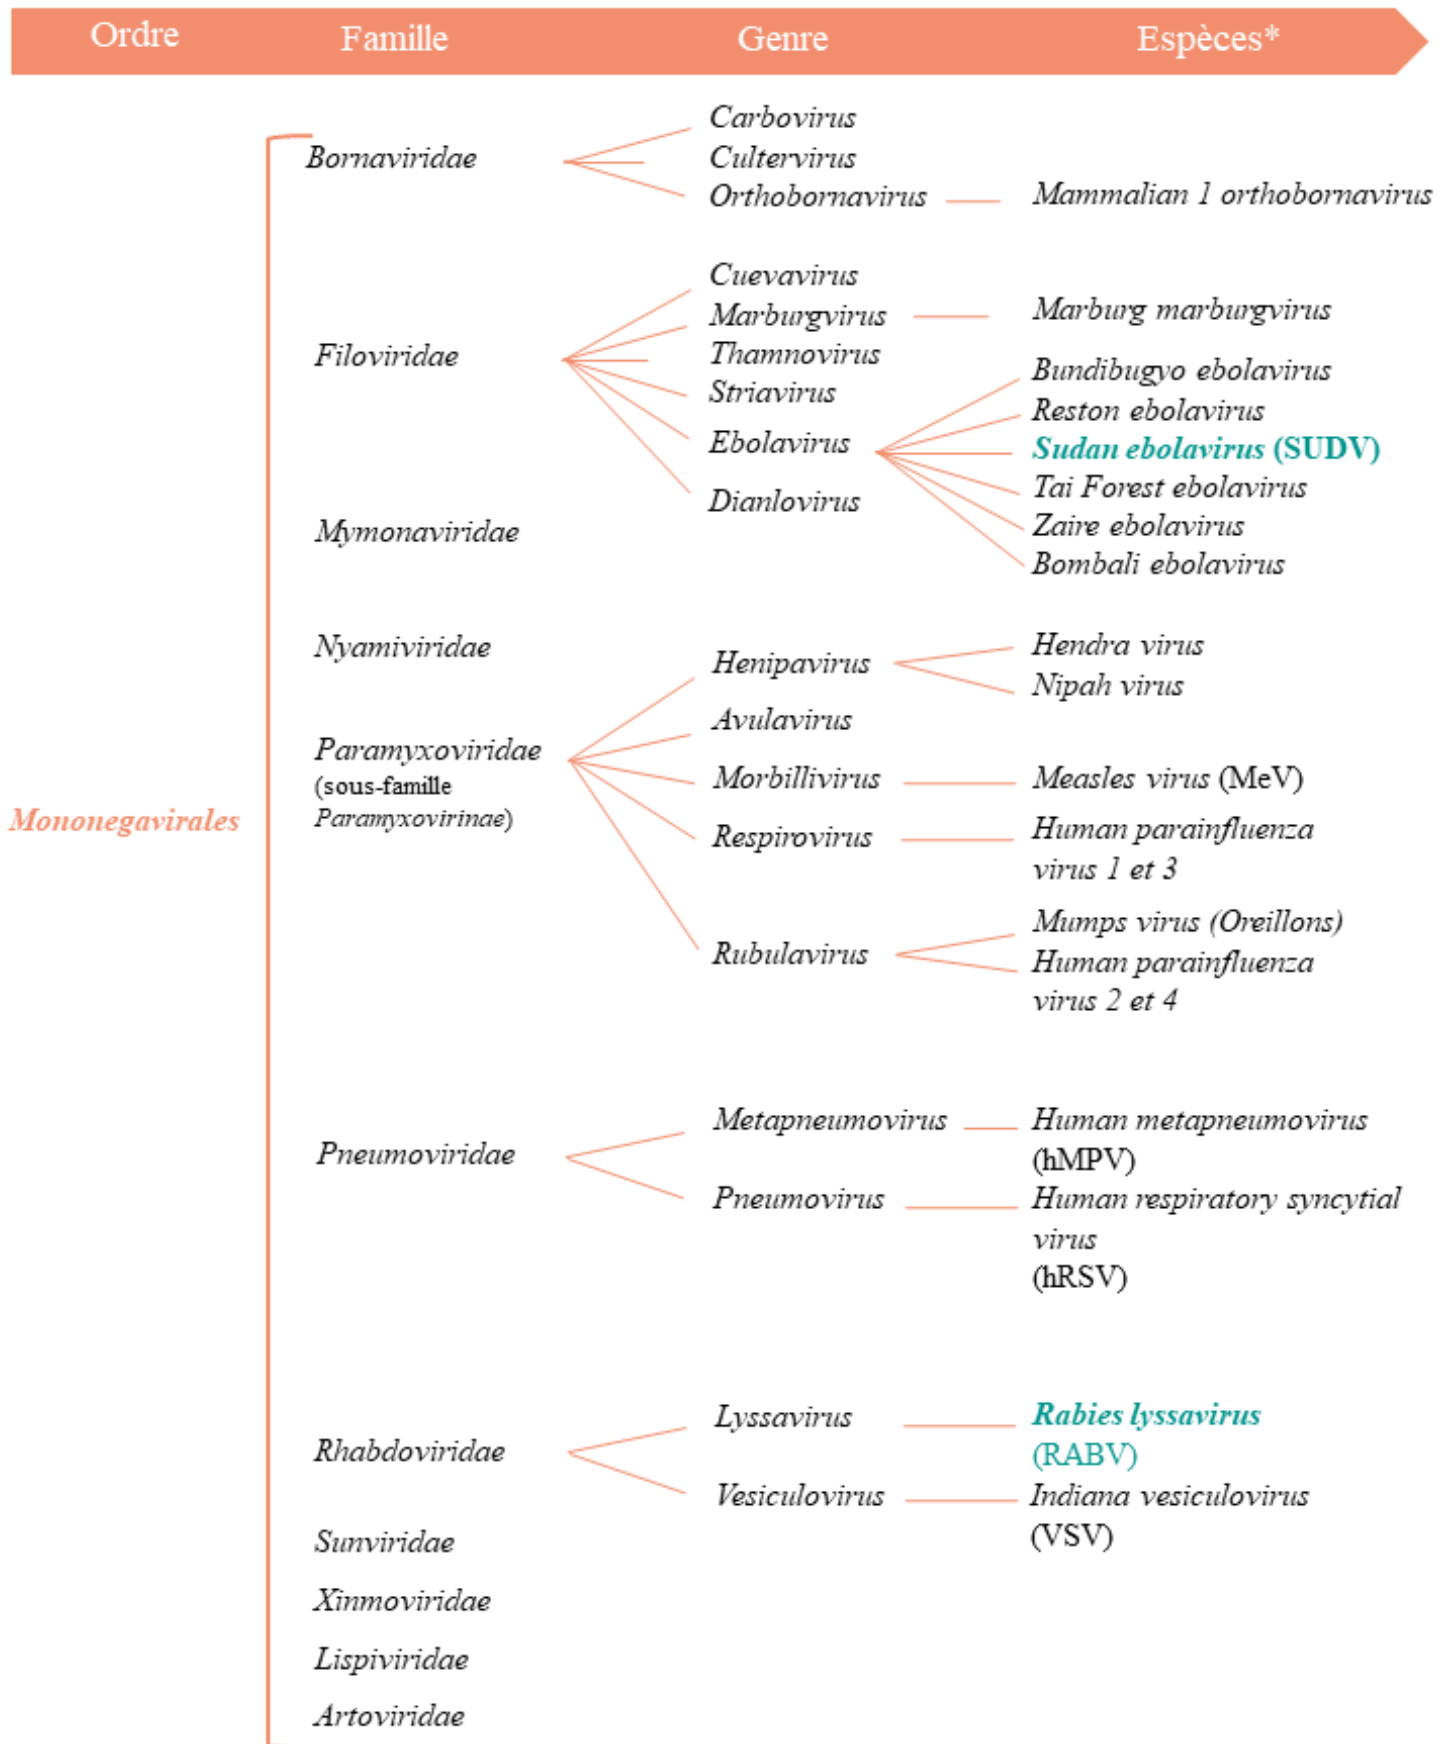 Ordre Famille Genre Espèces*
Carbovirus
Bornaviridae Cultervirus
Orthobornavirus Mammalian 1 orthobornavirus
Cuevavirus
Marburgvirus Marburg marburgvirus
Filoviridae Thamnovirus
Bundibugyo ebolavirus
Striavirus
Reston ebolavirus
Ebolavirus Sudan ebolavirus (SUDV)
Tai Forest ebolavirus
Dianlovirus
Mymonaviridae Zaire ebolavirus
Bombali ebolavirus
Nyamiviridae Hendra virus
Henipavirus
Nipah virus
Avulavirus
Paramyxoviridae
(sous-famille Morbillivirus Measles virus (MeV)
Paramyxovirinae)
Mononegavirales
Respirovirus Human parainfluenza
virus 1 et 3
Mumps virus (Oreillons)
Rubulavirus Human parainfluenza
virus 2 et 4
Metapneumovirus Human metapneumovirus
Pneumoviridae (hMPV)
Pneumovirus Human respiratory syncytial
virus
(hRSV)
Lyssavirus Rabies lyssavirus
Rhabdoviridae (RABV)
Vesiculovirus Indiana vesiculovirus
Sunviridae (VSV)
Xinmoviridae
Lispiviridae
Artoviridae